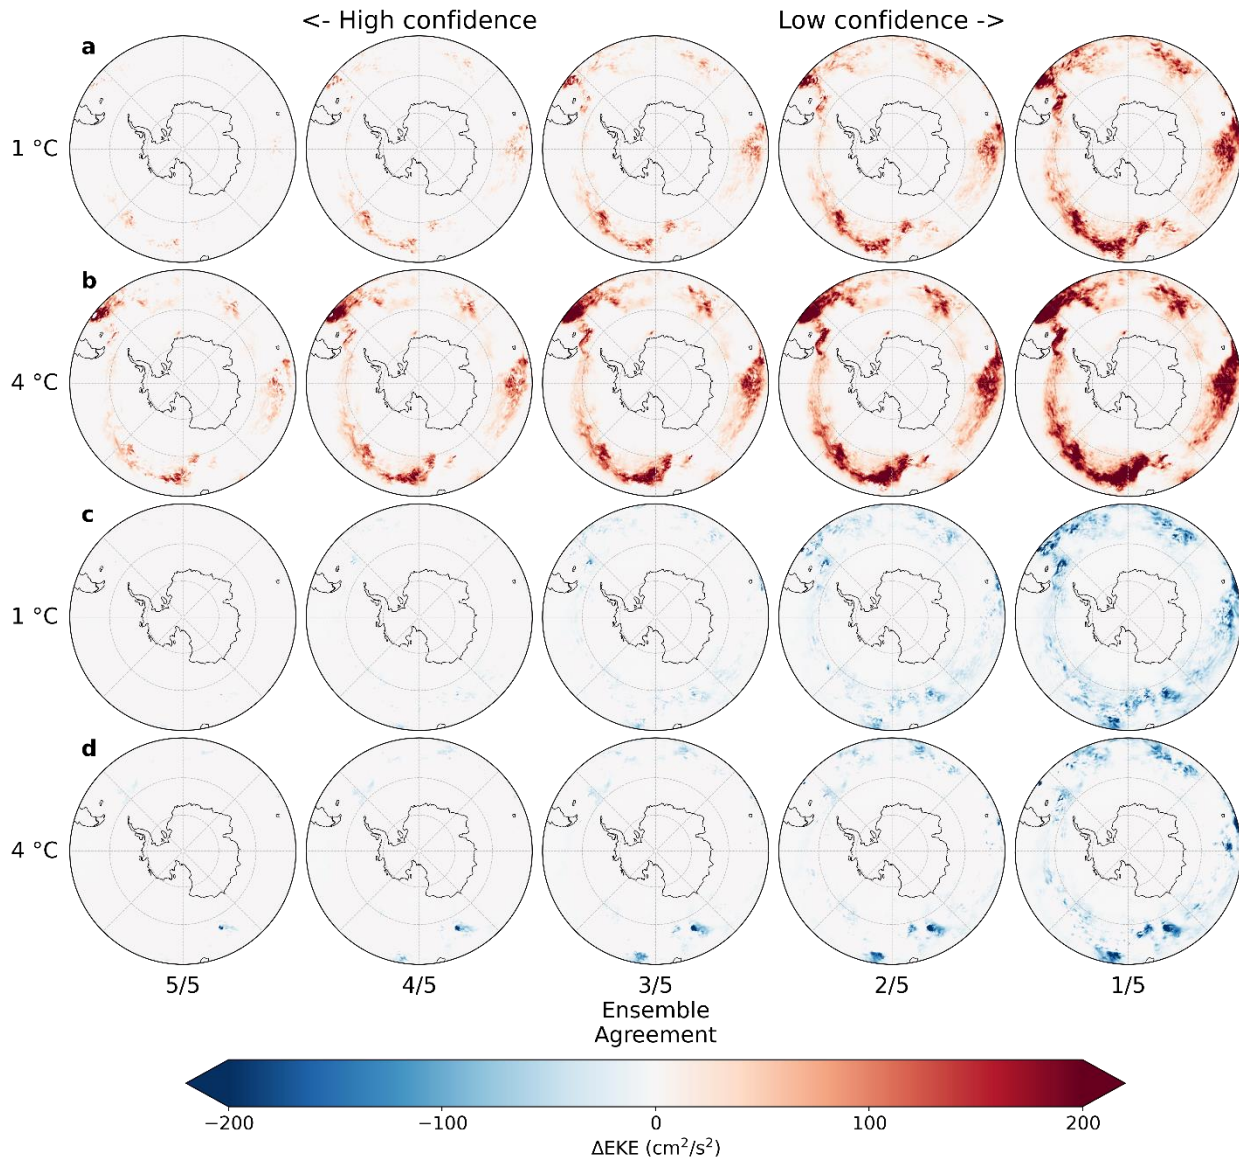 <- High confidence
Low confidence ->
a
1 °C
b
4 °C
c
1 °C
d
4 °C
5/5
4/5
3/5
2/5
1/5
Ensemble
Agreement
−200
−100
0
100
200
ΔEKE (cm²/s²)